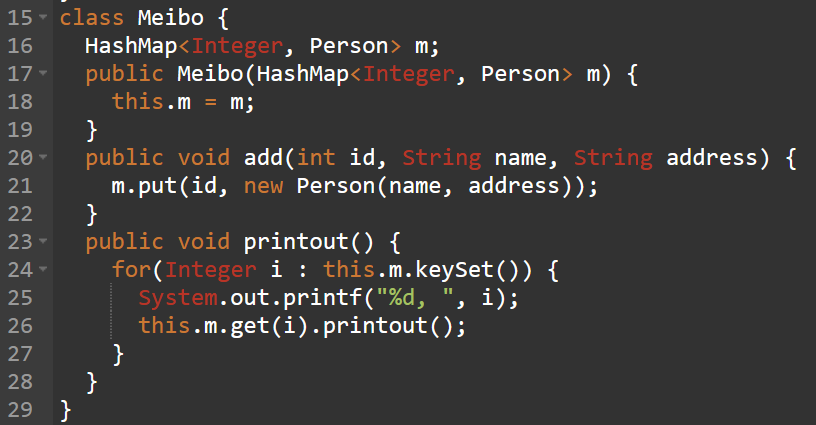 15 class Meibo {
16   HashMap<Integer, Person> m;
17   public Meibo(HashMap<Integer, Person> m) {
18     this.m = m;
19   }
20   public void add(int id, String name, String address) {
21     m.put(id, new Person(name, address));
22   }
23   public void printout() {
24     for(Integer i : this.m.keySet()) {
25       System.out.printf("%d, ", i);
26       this.m.get(i).printout();
27     }
28   }
29 }